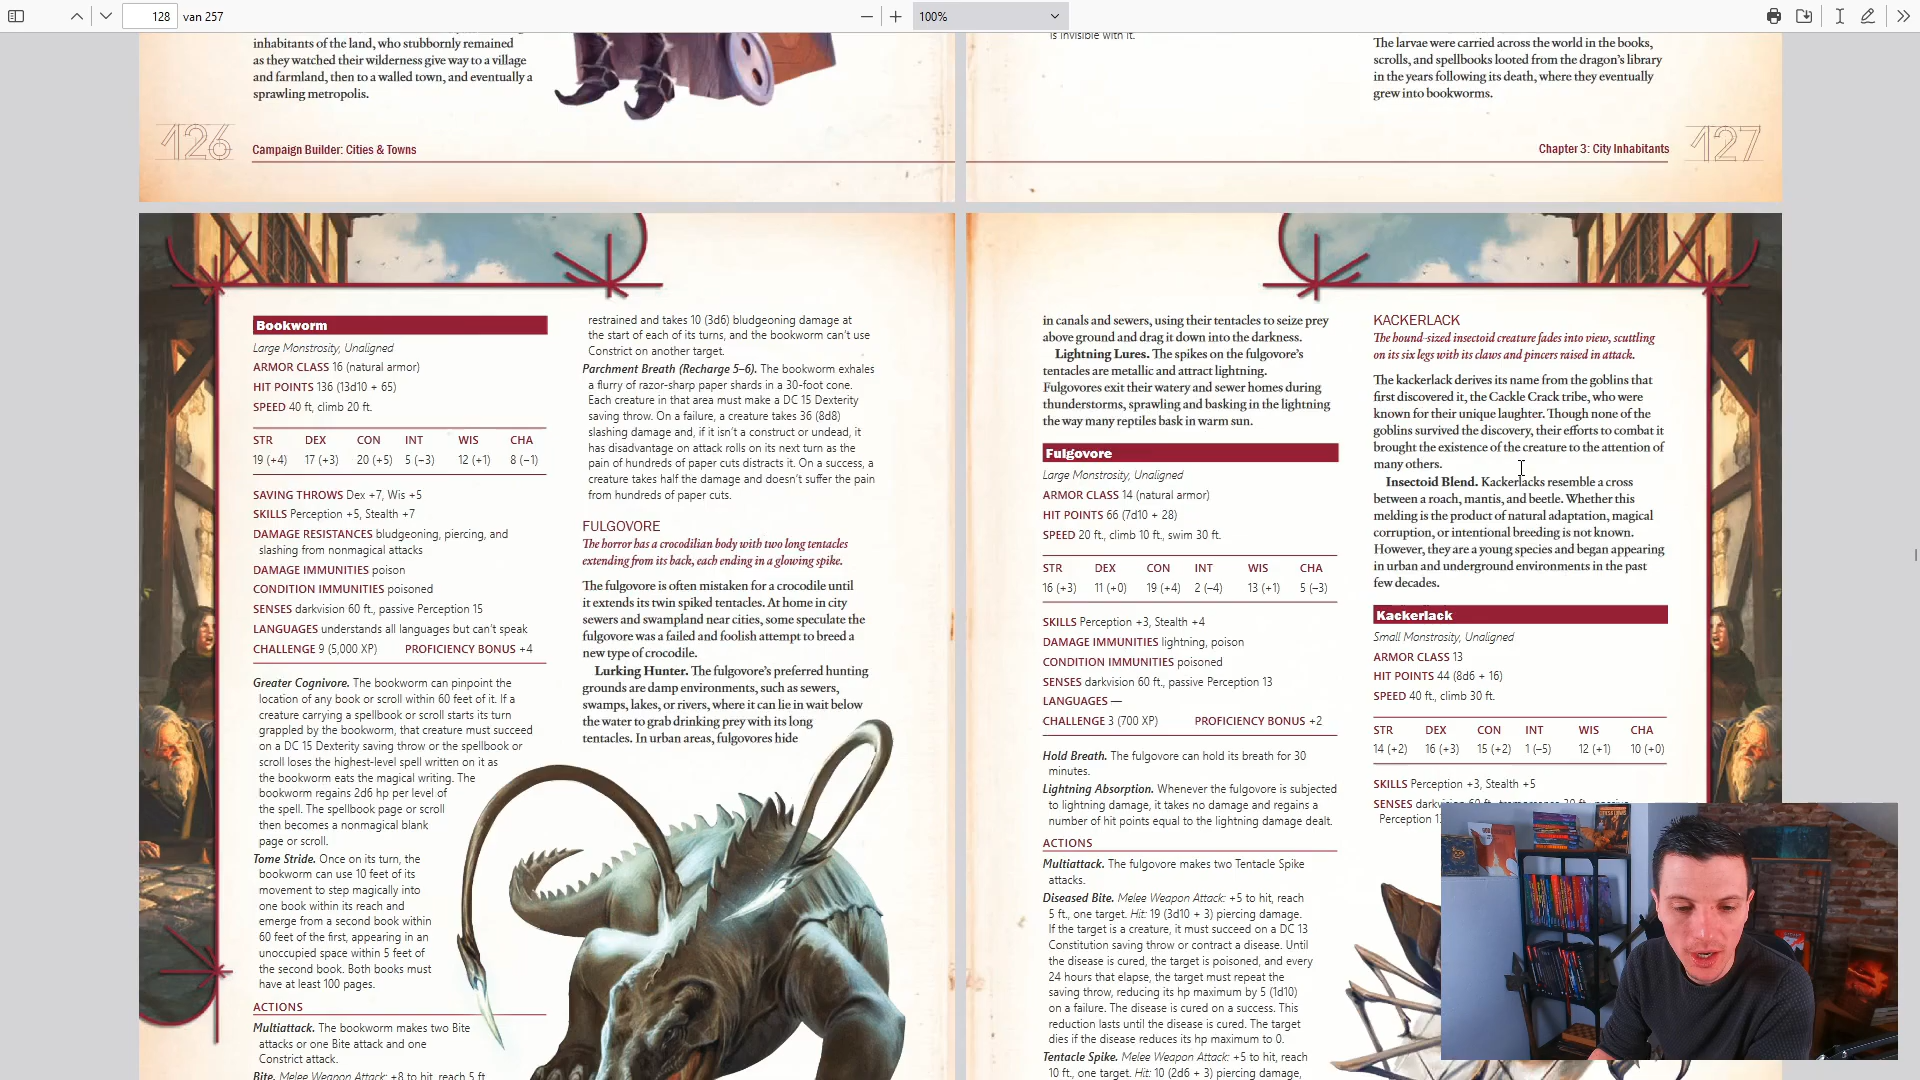 128
van 257
100%
inhabitants of the land, who stubbornly remained
as they watched their wilderness give way to a village
and farmland, then to a walled town, and eventually a
sprawling metropolis.
126
Campaign Builder: Cities & Towns
is invisible with it.
The larvae were carried across the world in the books,
scrolls, and spellbooks looted from the dragon's library
in the years following its death, where they eventually
grew into bookworms.
Chapter 3: City Inhabitants
127
Bookworm
Large Monstrosity, Unaligned
ARMOR CLASS 16 (natural armor)
HIT POINTS 136 (13d10 + 65)
SPEED 40 ft, climb 20 ft.
STR DEX CON INT WIS CHA
19 (+4) 17 (+3) 20 (+5) 5 (−3) 12 (+1) 8 (−1)
SAVING THROWS Dex +7, Wis +5
SKILLS Perception +5, Stealth +7
DAMAGE RESISTANCES bludgeoning, piercing, and
slashing from nonmagical attacks
DAMAGE IMMUNITIES poison
CONDITION IMMUNITIES poisoned
SENSES darkvision 60 ft., passive Perception 15
LANGUAGES understands all languages but can't speak
CHALLENGE 9 (5,000 XP) PROFICIENCY BONUS +4
Greater Cognivore. The bookworm can pinpoint the
location of any book or scroll within 60 feet of it. If a
creature carrying a spellbook or scroll starts its turn
grappled by the bookworm, that creature must succeed
on a DC 15 Dexterity saving throw or the spellbook or
scroll loses the highest-level spell written on it as
the bookworm eats the magical writing. The
bookworm regains 2d6 hp per level of
the spell. The spellbook page or scroll
then becomes a nonmagical blank
page or scroll.
Tome Stride. Once on its turn, the
bookworm can use 10 feet of its
movement to step magically into
one book within its reach and
emerge from a second book within
60 feet of the first, appearing in an
unoccupied space within 5 feet of
the second book. Both books must
have at least 100 pages.
ACTIONS
Multiattack. The bookworm makes two Bite
attacks or one Bite attack and one
Constrict attack.
Bite. Melee Weapon Attack: +8 to hit, reach 5 ft.
restrained and takes 10 (3d6) bludgeoning damage at
the start of each of its turns, and the bookworm can't use
Constrict on another target.
Parchment Breath (Recharge 5–6). The bookworm exhales
a flurry of razor-sharp paper shards in a 30-foot cone.
Each creature in that area must make a DC 15 Dexterity
saving throw. On a failure, a creature takes 36 (8d8)
slashing damage and, if it isn't a construct or undead, it
has disadvantage on attack rolls on its next turn as the
pain of hundreds of paper cuts distracts it. On a success, a
creature takes half the damage and doesn't suffer the pain
from hundreds of paper cuts.
FULGOVORE
The horror has a crocodilian body with two long tentacles
extending from its back, each ending in a glowing spike.
The fulgovore is often mistaken for a crocodile until
it extends its twin spiked tentacles. At home in city
sewers and swampland near cities, some speculate the
fulgovore was a failed and foolish attempt to breed a
new type of crocodile.
Lurking Hunter. The fulgovore's preferred hunting
grounds are damp environments, such as sewers,
swamps, lakes, or rivers, where it can lie in wait below
the water to grab drinking prey with its long
tentacles. In urban areas, fulgovores hide
in canals and sewers, using their tentacles to seize prey
above ground and drag it down into the darkness.
Lightning Lures. The spikes on the fulgovore's
tentacles are metallic and attract lightning.
Fulgovores exit their watery and sewer homes during
thunderstorms, sprawling and basking in the lightning
the way many reptiles bask in warm sun.
Fulgovore
Large Monstrosity, Unaligned
ARMOR CLASS 14 (natural armor)
HIT POINTS 66 (7d10 + 28)
SPEED 20 ft., climb 10 ft., swim 30 ft.
STR DEX CON INT WIS CHA
16 (+3) 11 (+0) 19 (+4) 2 (−4) 13 (+1) 5 (−3)
SKILLS Perception +3, Stealth +4
DAMAGE IMMUNITIES lightning, poison
CONDITION IMMUNITIES poisoned
SENSES darkvision 60 ft., passive Perception 13
LANGUAGES —
CHALLENGE 3 (700 XP) PROFICIENCY BONUS +2
Hold Breath. The fulgovore can hold its breath for 30
minutes.
Lightning Absorption. Whenever the fulgovore is subjected
to lightning damage, it takes no damage and regains a
number of hit points equal to the lightning damage dealt.
ACTIONS
Multiattack. The fulgovore makes two Tentacle Spike
attacks.
Diseased Bite. Melee Weapon Attack: +5 to hit, reach
5 ft., one target. Hit: 19 (3d10 + 3) piercing damage.
If the target is a creature, it must succeed on a DC 13
Constitution saving throw or contract a disease. Until
the disease is cured, the target is poisoned, and every
24 hours that elapse, the target must repeat the
saving throw, reducing its hp maximum by 5 (1d10)
on a failure. The disease is cured on a success. This
reduction lasts until the disease is cured. The target
dies if the disease reduces its hp maximum to 0.
Tentacle Spike. Melee Weapon Attack: +5 to hit, reach
10 ft., one target. Hit: 10 (2d6 + 3) piercing damage,
KACKERLACK
The hound-sized insectoid creature fades into view, scuttling
on its six legs with its claws and pincers raised in attack.
The kackerlack derives its name from the goblins that
first discovered it, the Cackle Crack tribe, who were
known for their unique laughter. Though none of the
goblins survived the discovery, their efforts to combat it
brought the existence of the creature to the attention of
many others.
Insectoid Blend. Kackerlacks resemble a cross
between a roach, mantis, and beetle. Whether this
melding is the product of natural adaptation, magical
corruption, or intentional breeding is not known.
However, they are a young species and began appearing
in urban and underground environments in the past
few decades.
Kackerlack
Small Monstrosity, Unaligned
ARMOR CLASS 13
HIT POINTS 44 (8d6 + 16)
SPEED 40 ft., climb 30 ft.
STR DEX CON INT WIS CHA
14 (+2) 16 (+3) 15 (+2) 1 (−5) 12 (+1) 10 (+0)
SKILLS Perception +3, Stealth +5
SENSES